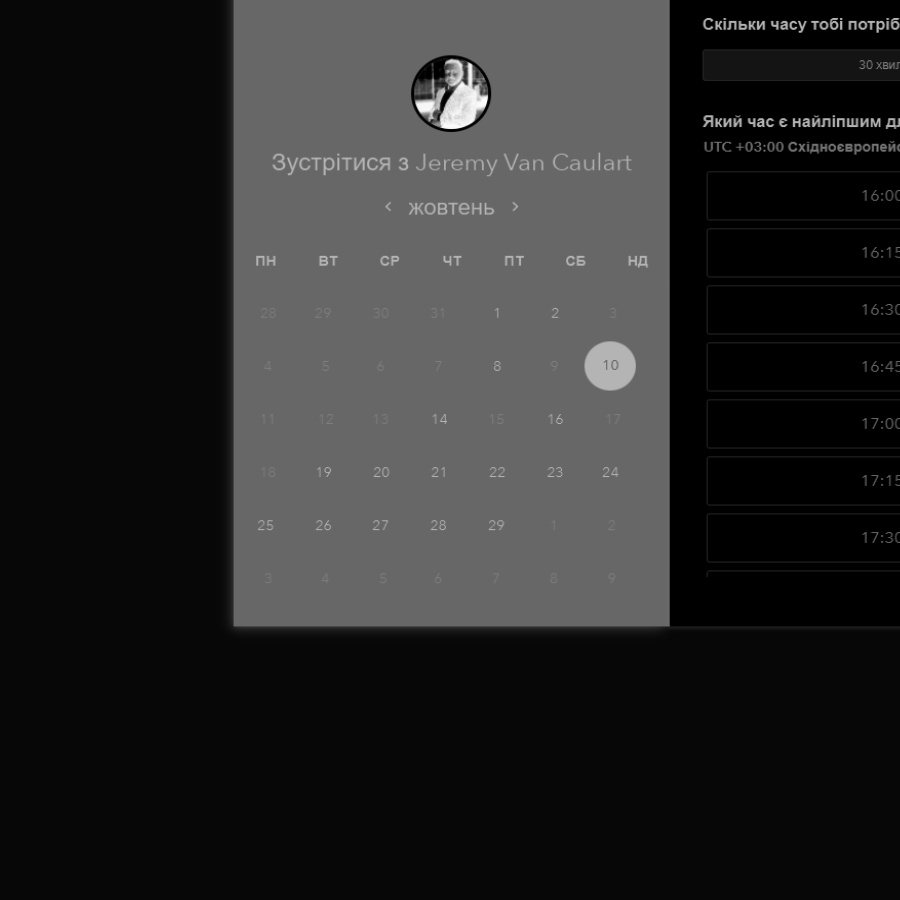 Зустрітися з Jeremy Van Caulart
жовтень
ПН ВТ СР ЧТ ПТ СБ НД
28 29 30 31 1 2 3
4 5 6 7 8 9 10
11 12 13 14 15 16 17
18 19 20 21 22 23 24
25 26 27 28 29 1 2
3 4 5 6 7 8 9
Скільки часу тобі потріб
30 хвил
Який час є найліпшим дл
UTC +03:00 Східноєвропейс
16:00
16:15
16:30
16:45
17:00
17:15
17:30